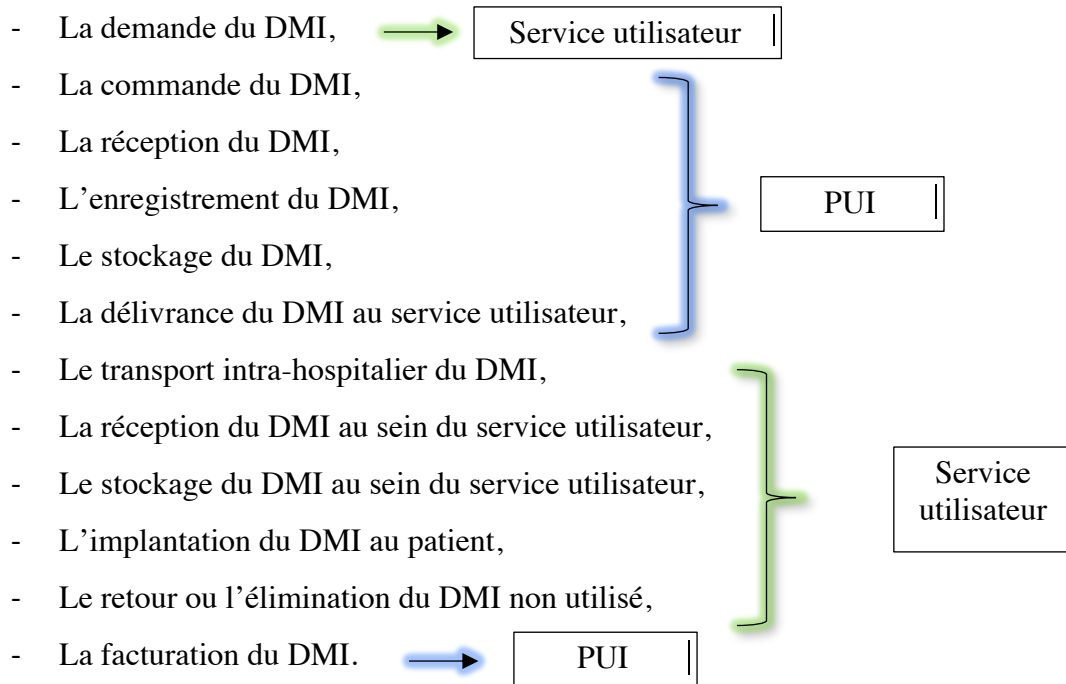 - La demande du DMI, Service utilisateur
- La commande du DMI,
- La réception du DMI,
- L’enregistrement du DMI,
PUI
- Le stockage du DMI,
- La délivrance du DMI au service utilisateur,
- Le transport intra-hospitalier du DMI,
- La réception du DMI au sein du service utilisateur,
- Le stockage du DMI au sein du service utilisateur,
Service
utilisateur
- L’implantation du DMI au patient,
- Le retour ou l’élimination du DMI non utilisé,
- La facturation du DMI. PUI